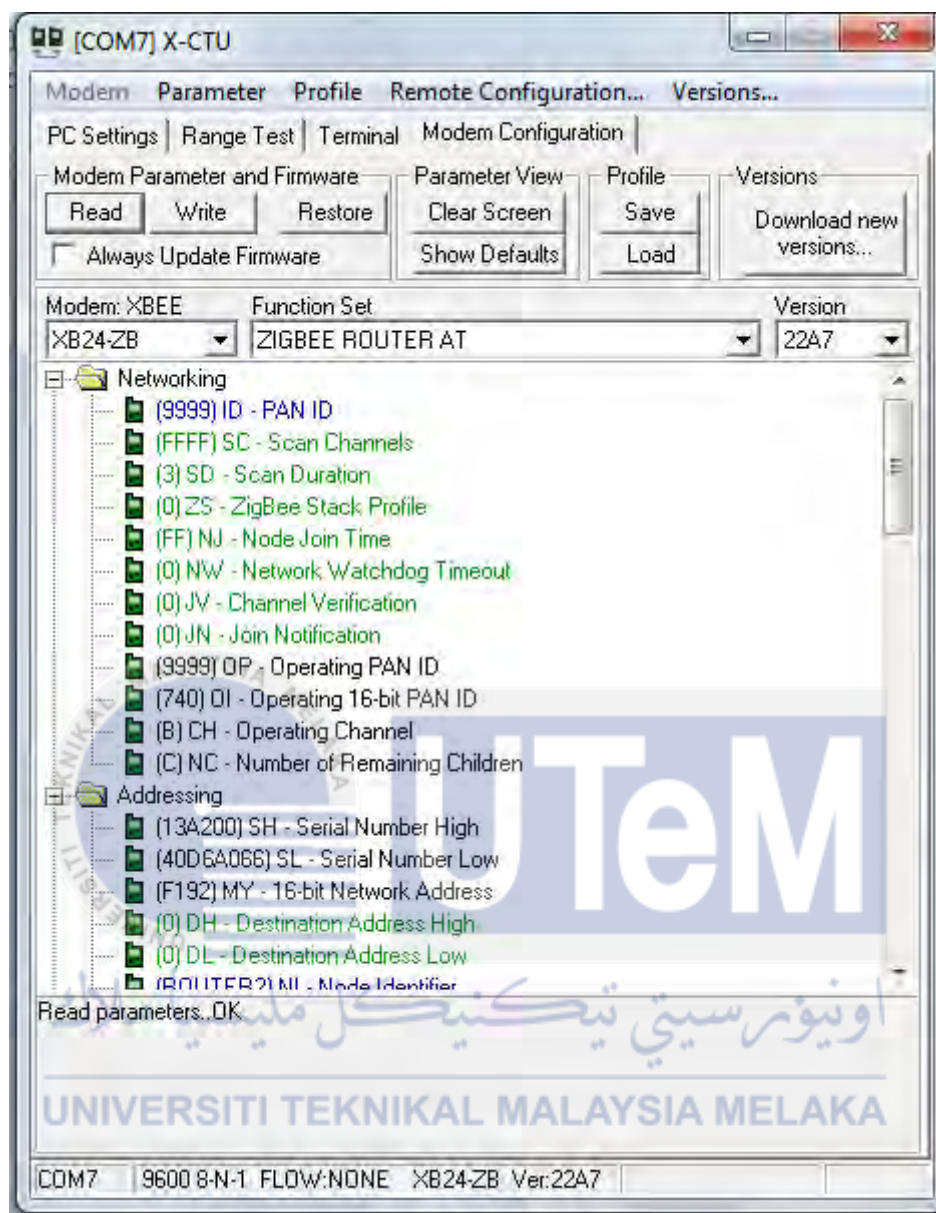 [COM7] X-CTU
Modem Parameter Profile Remote Configuration... Versions...
PC Settings Range Test Terminal Modem Configuration
Modem Parameter and Firmware Parameter View Profile Versions
Read Write Restore Clear Screen Save Download new versions...
Always Update Firmware Show Defaults Load
Modem: XBEE Function Set Version
XB24-ZB ZIGBEE ROUTER AT 22A7
Networking
(9999) ID - PAN ID
(FFFF) SC - Scan Channels
(3) SD - Scan Duration
(0) ZS - ZigBee Stack Profile
(FF) NJ - Node Join Time
(0) NW - Network Watchdog Timeout
(0) JV - Channel Verification
(0) JN - Join Notification
(9999) OP - Operating PAN ID
(740) OI - Operating 16-bit PAN ID
(B) CH - Operating Channel
(C) NC - Number of Remaining Children
Addressing
(13A200) SH - Serial Number High
(40D6A066) SL - Serial Number Low
(F192) MY - 16-bit Network Address
(0) DH - Destination Address High
(0) DL - Destination Address Low
(ROUTER2) NI - Node Identifier
Read parameters..OK
UTeM
اونيۏرسيتي تيكنيكل مليسيا ملاك
UNIVERSITI TEKNIKAL MALAYSIA MELAKA
COM7 9600 8-N-1 FLOW:NONE XB24-ZB Ver:22A7